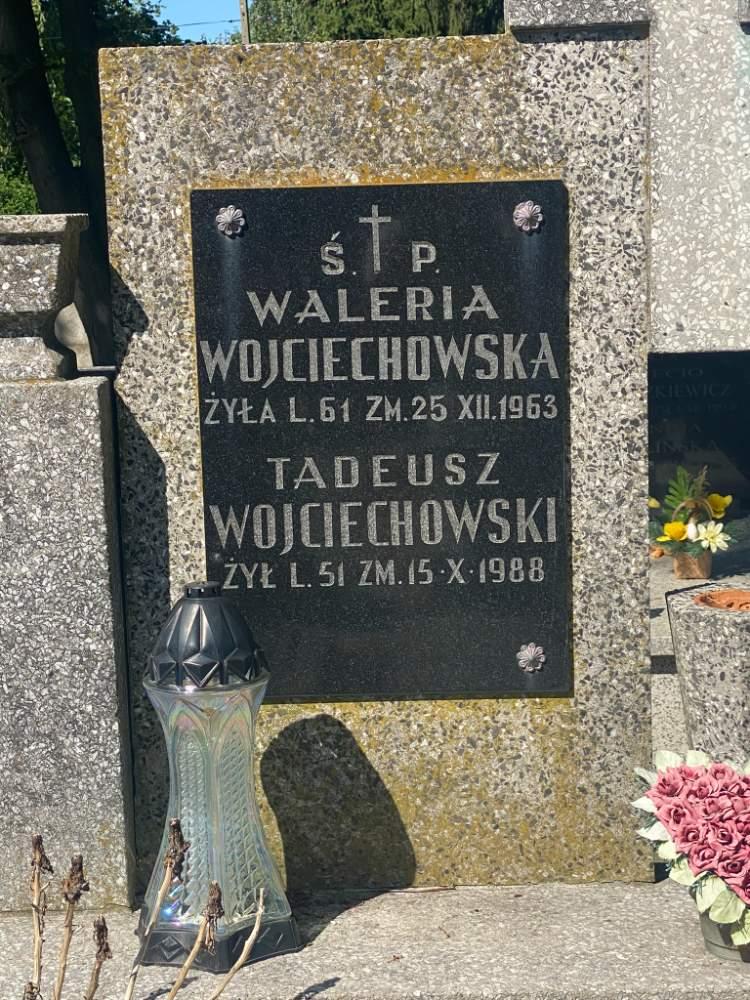 Ś. P.
WALERIA
WOJCIECHOWSKA
ŻYŁA L. 61 ZM. 25 XII. 1963
TADEUSZ
WOJCIECHOWSKI
ŻYŁ L. 51 ZM. 15·X·1988